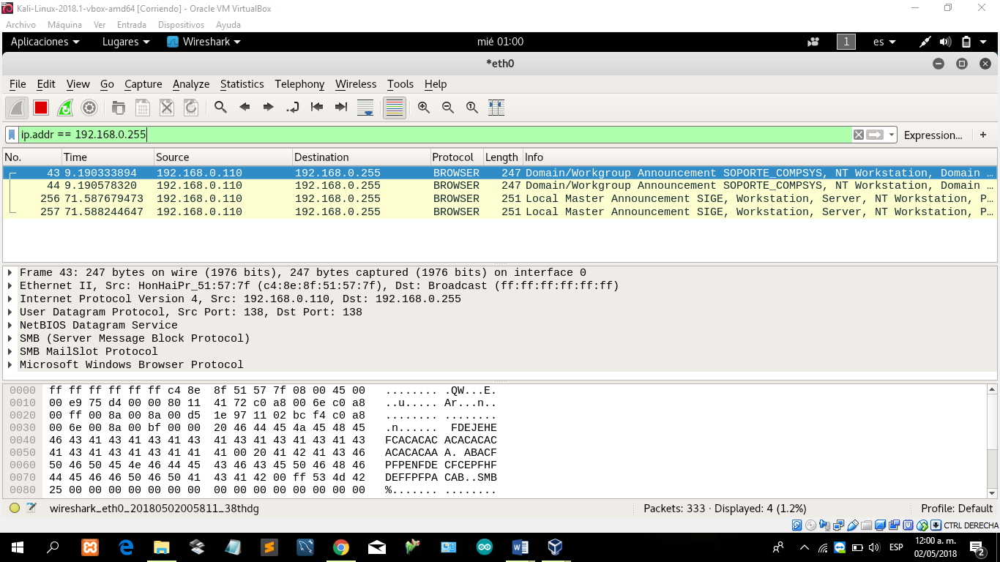 Kali-Linux-2018.1-vbox-amd64 [Corriendo] - Oracle VM VirtualBox
Archivo Máquina Ver Entrada Dispositivos Ayuda
Aplicaciones Lugares Wireshark mié 01:00 1 es
*eth0
File Edit View Go Capture Analyze Statistics Telephony Wireless Tools Help
ip.addr == 192.168.0.255 Expression... +
No. Time Source Destination Protocol Length Info
43 9.190333894 192.168.0.110 192.168.0.255 BROWSER 247 Domain/Workgroup Announcement SOPORTE_COMPSYS, NT Workstation, Domain …
44 9.190578320 192.168.0.110 192.168.0.255 BROWSER 247 Domain/Workgroup Announcement SOPORTE_COMPSYS, NT Workstation, Domain …
256 71.587679473 192.168.0.110 192.168.0.255 BROWSER 251 Local Master Announcement SIGE, Workstation, Server, NT Workstation, P…
257 71.588244647 192.168.0.110 192.168.0.255 BROWSER 251 Local Master Announcement SIGE, Workstation, Server, NT Workstation, P…
Frame 43: 247 bytes on wire (1976 bits), 247 bytes captured (1976 bits) on interface 0
Ethernet II, Src: HonHaiPr_51:57:7f (c4:8e:8f:51:57:7f), Dst: Broadcast (ff:ff:ff:ff:ff:ff)
Internet Protocol Version 4, Src: 192.168.0.110, Dst: 192.168.0.255
User Datagram Protocol, Src Port: 138, Dst Port: 138
NetBIOS Datagram Service
SMB (Server Message Block Protocol)
SMB MailSlot Protocol
Microsoft Windows Browser Protocol
0000 ff ff ff ff ff ff c4 8e 8f 51 57 7f 08 00 45 00 ........ .QW...E.
0010 00 e9 75 d4 00 00 80 11 41 72 c0 a8 00 6e c0 a8 ..u..... Ar...n..
0020 00 ff 00 8a 00 8a 00 d5 1e 97 11 02 bc f4 c0 a8 ........ ........
0030 00 6e 00 8a 00 bf 00 00 20 46 44 45 4a 45 48 45 .n...... FDEJEHE
0040 46 43 41 43 41 43 41 43 41 43 41 43 41 43 41 43 FCACACAC ACACACAC
0050 41 43 41 43 41 43 41 41 41 00 20 41 42 41 43 46 ACACACAA A. ABACF
0060 50 46 50 45 4e 46 44 45 43 46 43 45 50 46 48 46 PFPENFDE CFCEPFHF
0070 44 45 46 46 50 46 50 41 43 41 42 00 ff 53 4d 42 DEFFPFPA CAB..SMB
0080 25 00 00 00 00 00 00 00 00 00 00 00 00 00 00 00 %....... ........
wireshark_eth0_20180502005811_38thdg Packets: 333 · Displayed: 4 (1.2%) Profile: Default
CTRL DERECHA
ESP 12:00 a. m.
02/05/2018 2